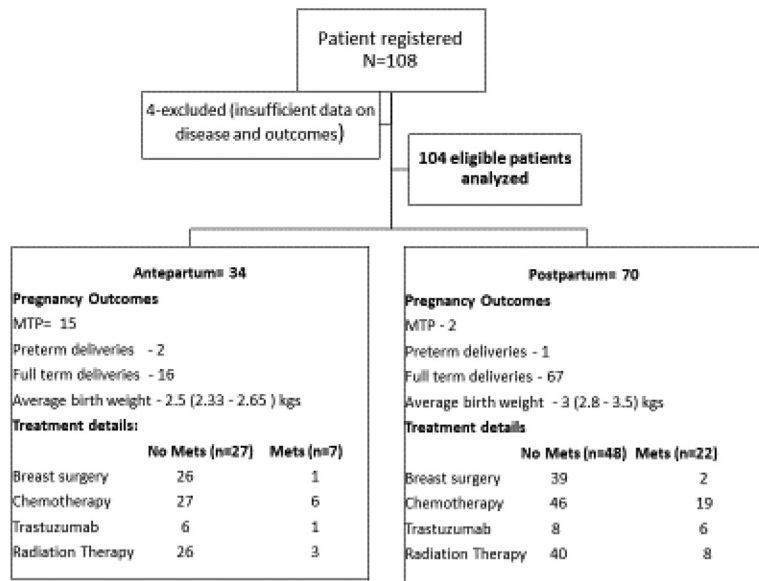 Patient registered
N=108
4-excluded (insufficient data on
disease and outcomes)
104 eligible patients
analyzed
Antepartum= 34
Pregnancy Outcomes
MTP= 15
Preterm deliveries - 2
Full term deliveries - 16
Average birth weight - 2.5 (2.33 - 2.65 ) kgs
Treatment details:
No Mets (n=27) Mets (n=7)
Breast surgery 26 1
Chemotherapy 27 6
Trastuzumab 6 1
Radiation Therapy 26 3
Postpartum= 70
Pregnancy Outcomes
MTP - 2
Preterm deliveries - 1
Full term deliveries - 67
Average birth weight - 3 (2.8 - 3.5) kgs
Treatment details
No Mets (n=48) Mets (n=22)
Breast surgery 39 2
Chemotherapy 46 19
Trastuzumab 8 6
Radiation Therapy 40 8